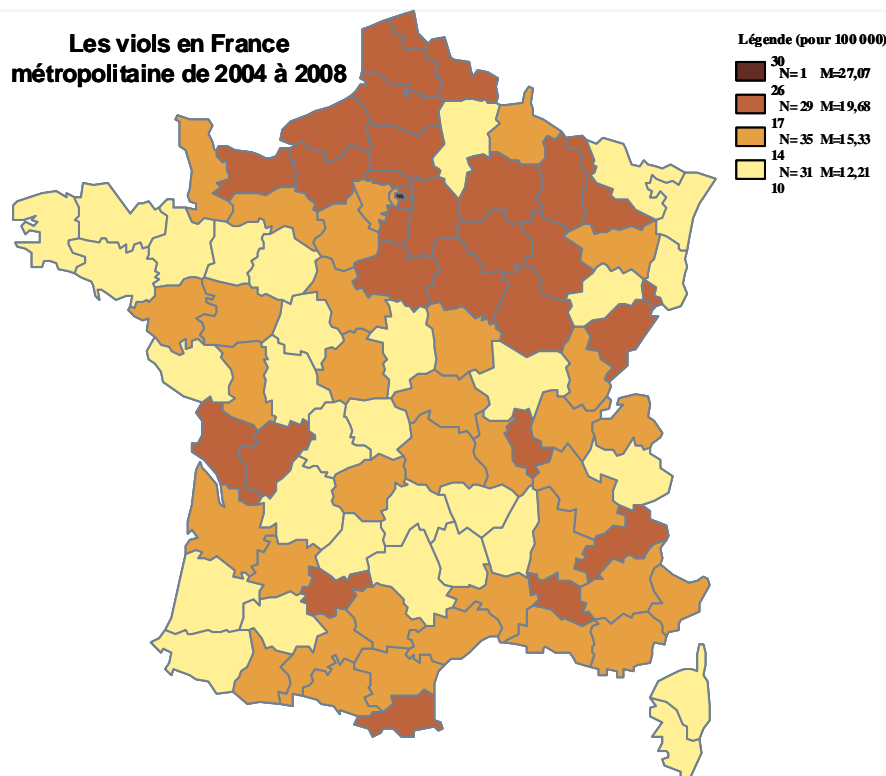 Les viols en France
métropolitaine de 2004 à 2008
Légende (pour 100 000)
30
N=1 M=27,07
26
N=29 M=19,68
17
N=35 M=15,33
14
N=31 M=12,21
10